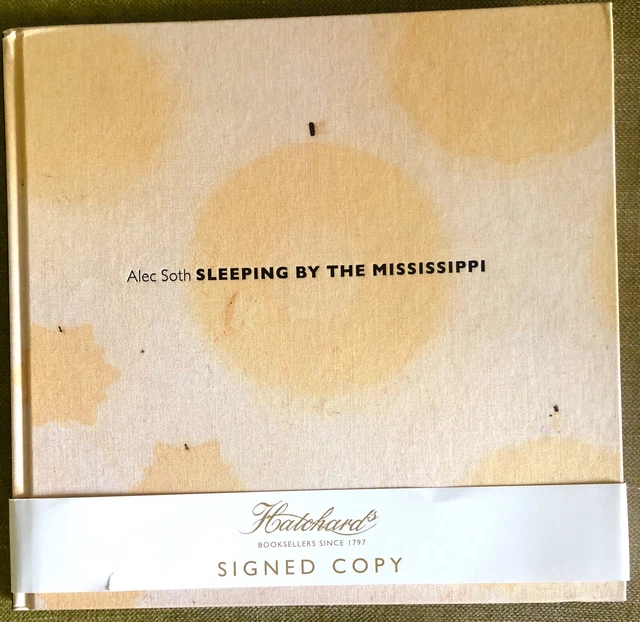 Alec Soth SLEEPING BY THE MISSISSIPPI
Hatchards
BOOKSELLERS SINCE 1797
SIGNED COPY